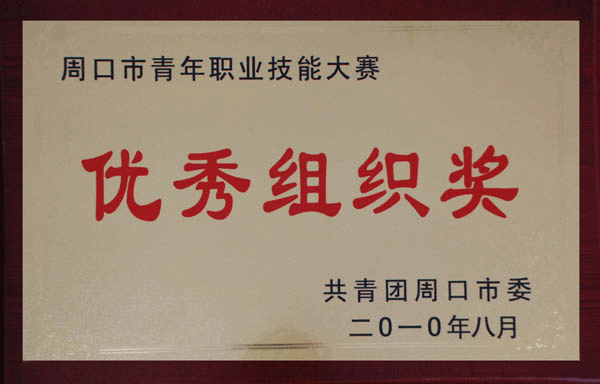 周口市青年职业技能大赛
优秀组织奖
共青团周口市委
二0一0年八月